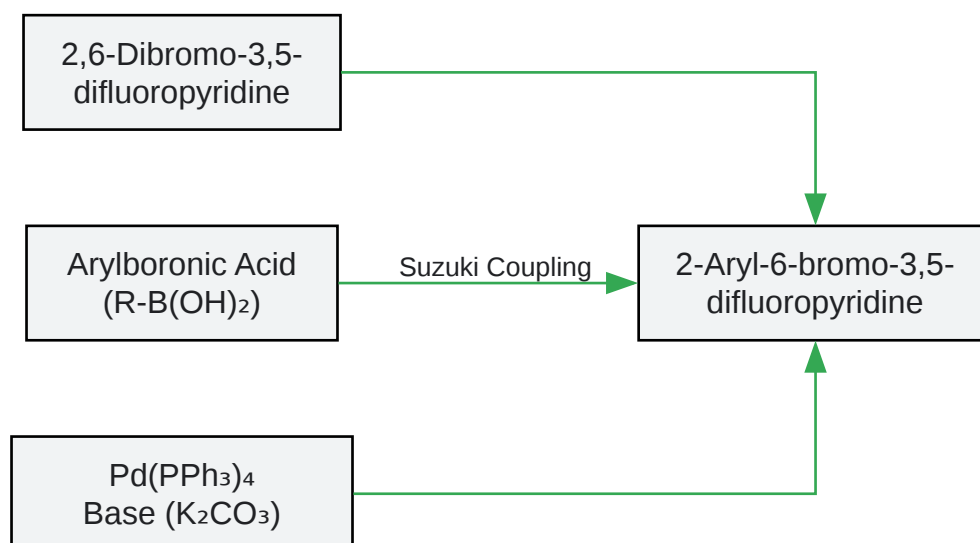 2,6-Dibromo-3,5-
difluoropyridine
Arylboronic Acid
(R-B(OH)₂)
Suzuki Coupling
2-Aryl-6-bromo-3,5-
difluoropyridine
Pd(PPh₃)₄
Base (K₂CO₃)